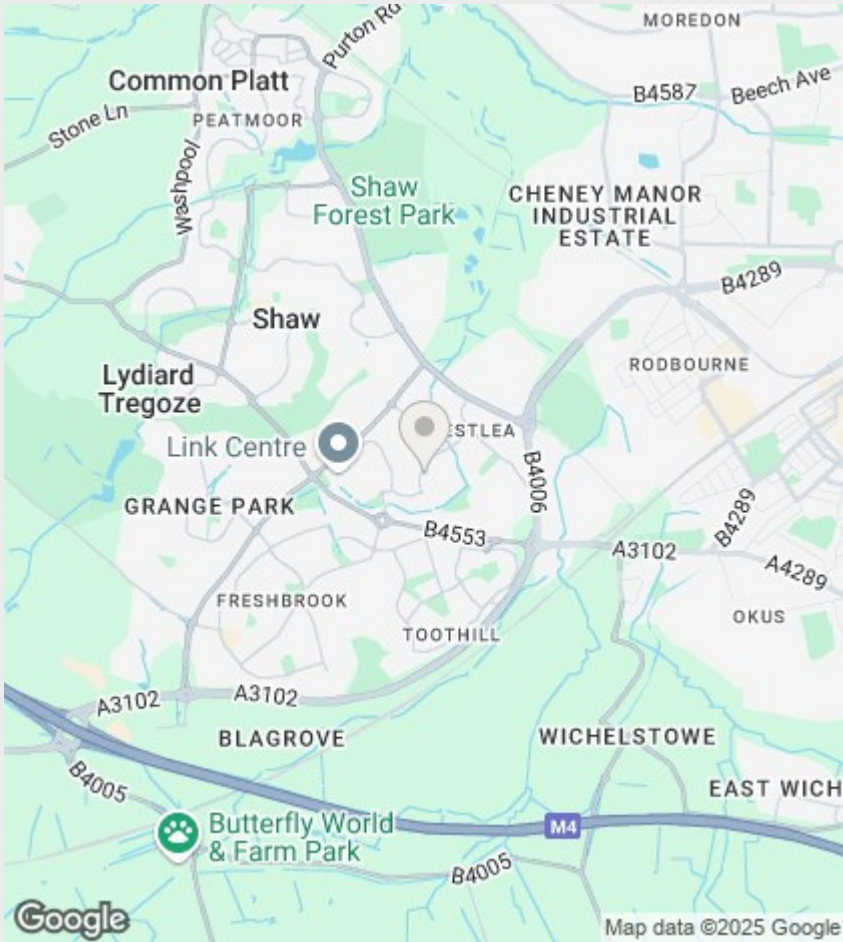 MOREDON
Purton Rd
Common Platt
B4587
Beech Ave
Stone Ln
PEATMOOR
Washpool
Shaw
Forest Park
CHENEY MANOR
INDUSTRIAL
ESTATE
B4289
Shaw
RODBOURNE
Lydiard
Tregoze
Link Centre
ESTLEA
B4006
GRANGE PARK
B4553
B4289
A3102
A4289
FRESHBROOK
OKUS
TOOTHILL
A3102
A3102
BLAGROVE
WICHELSTOWE
B4005
EAST WICH
Butterfly World
& Farm Park
M4
B4005
Google
Map data ©2025 Google